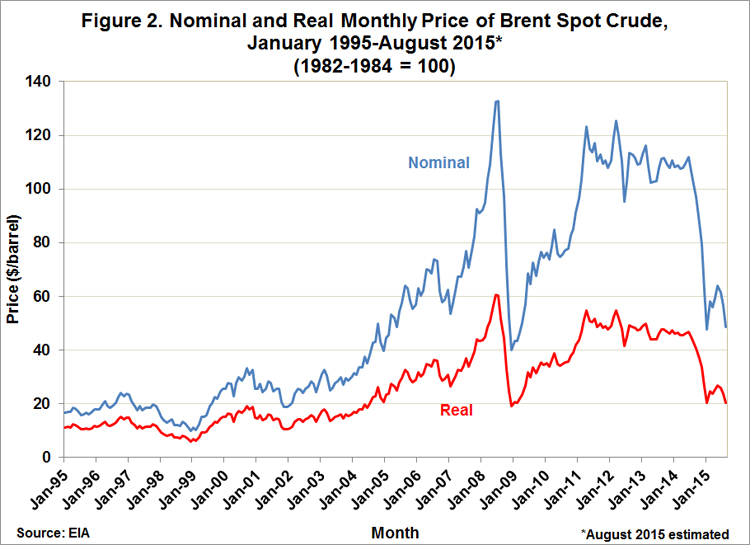 Figure 2. Nominal and Real Monthly Price of Brent Spot Crude,
January 1995-August 2015*
(1982-1984 = 100)
Price ($/barrel)
140
120
100
80
60
40
20
0
Nominal
Real
Jan-95
Jan-96
Jan-97
Jan-98
Jan-99
Jan-00
Jan-01
Jan-02
Jan-03
Jan-04
Jan-05
Jan-06
Jan-07
Jan-08
Jan-09
Jan-10
Jan-11
Jan-12
Jan-13
Jan-14
Jan-15
Source: EIA
Month
*August 2015 estimated